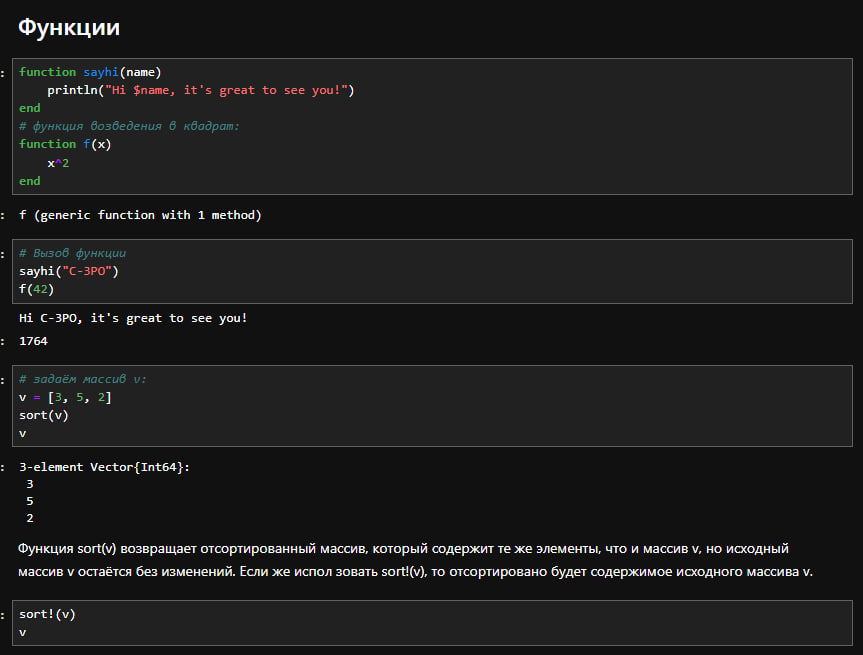 Функции
: function sayhi(name)
    println("Hi $name, it's great to see you!")
end
# функция возведения в квадрат:
function f(x)
    x^2
end
: f (generic function with 1 method)
: # Вызов функции
sayhi("C-3PO")
f(42)
Hi C-3PO, it's great to see you!
: 1764
: # задаём массив v:
v = [3, 5, 2]
sort(v)
v
: 3-element Vector{Int64}:
 3
 5
 2
Функция sort(v) возвращает отсортированный массив, который содержит те же элементы, что и массив v, но исходный
массив v остаётся без изменений. Если же испол зовать sort!(v), то отсортировано будет содержимое исходного массива v.
: sort!(v)
v